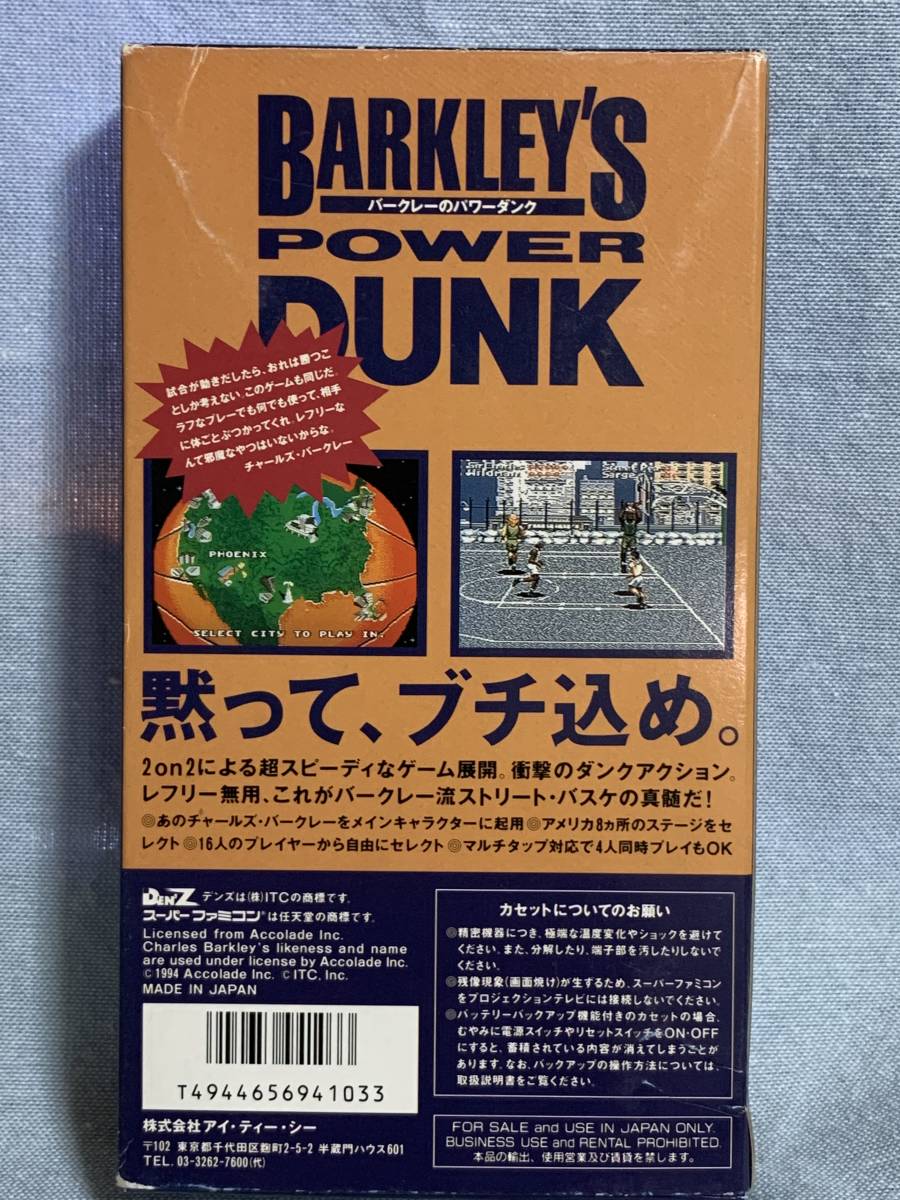 BARKLEY'S
バークレーのパワーダンク
POWER
DUNK
試合が動きだしたら、おれは勝つこ
としか考えない。このゲームも同じだ。
ラフなプレーでも何でも使って、相手
に体ごとぶつかってくれ。レフリーな
んて邪魔なやつはいないからな。
チャールズ・バークレー
PHOENIX
SELECT CITY TO PLAY IN.
黙って、ブチ込め。
2on2による超スピーディなゲーム展開。衝撃のダンクアクション。
レフリー無用、これがバークレー流ストリート・バスケの真髄だ!
◎あのチャールズ・バークレーをメインキャラクターに起用◎アメリカ8ヵ所のステージをセ
レクト◎16人のプレイヤーから自由にセレクト◎マルチタップ対応で4人同時プレイもOK
DEN'Z デンズは(株)ITCの商標です。
スーパーファミコン®は任天堂の商標です。
Licensed from Accolade Inc.
Charles Barkley's likeness and name
are used under license by Accolade Inc.
©1994 Accolade Inc. ©ITC, Inc.
MADE IN JAPAN
T4944656941033
株式会社アイ・ティー・シー
〒102 東京都千代田区麹町2-5-2 半蔵門ハウス601
TEL. 03-3262-7600(代)
カセットについてのお願い
◎精密機器につき、極端な温度変化やショックを避けて
ください。また、分解したり、端子部を汚したりしないで
ください。
◎残像現象(画面焼け)が生ずるため、スーパーファミコン
をプロジェクションテレビには接続しないでください。
◎バッテリーバックアップ機能付きのカセットの場合、
むやみに電源スイッチやリセットスイッチをON・OFF
にすると、蓄積されている内容が消えてしまうことが
あります。なお、バックアップの操作方法については、
取扱説明書をご覧ください。
FOR SALE and USE IN JAPAN ONLY.
BUSINESS USE and RENTAL PROHIBITED.
本品の輸出、使用営業及び賃貸を禁します。